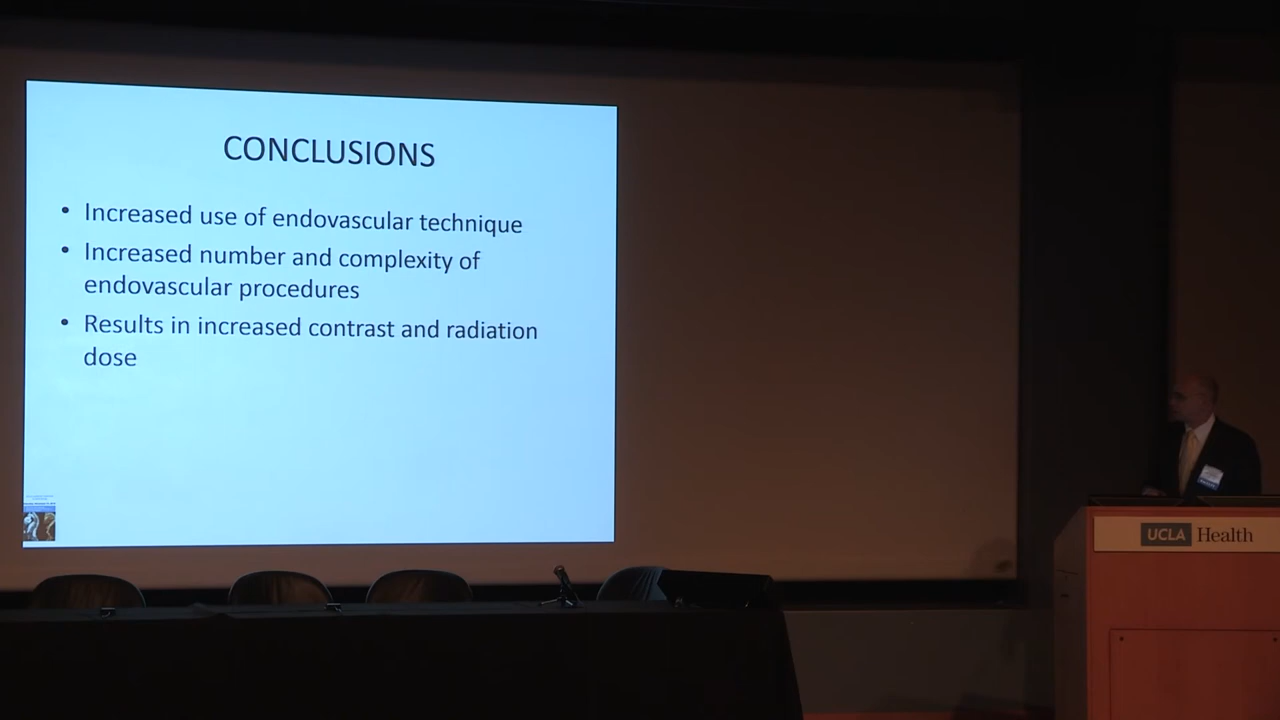 CONCLUSIONS
• Increased use of endovascular technique
• Increased number and complexity of
endovascular procedures
• Results in increased contrast and radiation
dose
UCLA Health